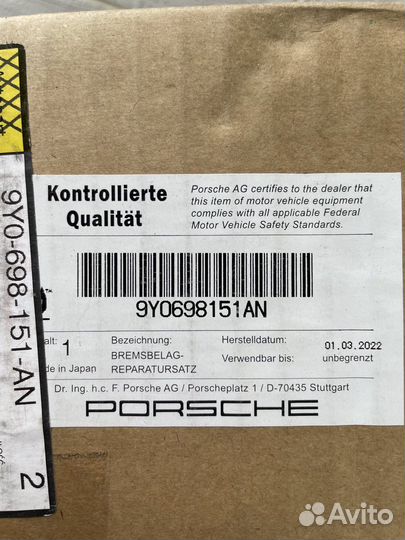 9Y0-698-151-AN
2
Kontrollierte
Qualität
Porsche AG certifies to the dealer that
this item of motor vehicle equipment
complies with all applicable Federal
Motor Vehicle Safety Standards.
9Y0698151AN
1
Bezeichnung:
BREMSBELAG-
REPARATURSATZ
Herstelldatum:
01.03.2022
Verwendbar bis:
unbegrenzt
in Japan
Dr. Ing. h.c. F. Porsche AG / Porscheplatz 1 / D-70435 Stuttgart
PORSCHE
Avito